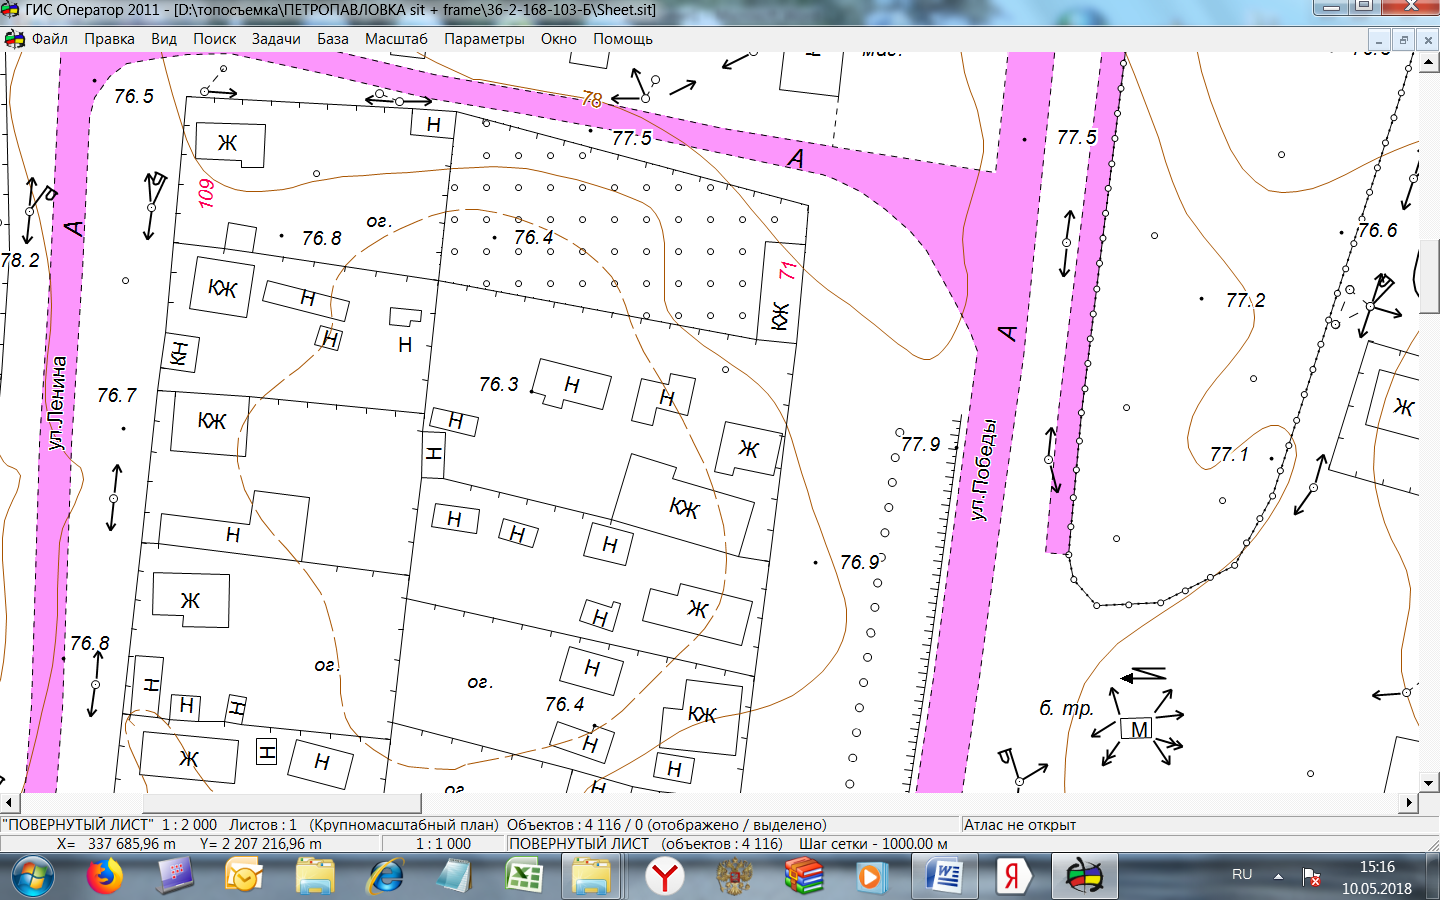 ГИС Оператор 2011 - [D:\топосъемка\ПЕТРОПАВЛОВКА sit + frame\36-2-168-103-Б\Sheet.sit]
Файл Правка Вид Поиск Задачи База Масштаб Параметры Окно Помощь
76.5
78
77.5
77.5
А
Н
Ж
109
ог.
76.8
76.4
А
71
76.6
78.2
КЖ
Н
КЖ
77.2
Н
Н
КН
А
ул.Ленина
76.7
76.3
Н
Н
Ж
КЖ
Н
Ж
Н
77.9
77.1
ул.Победы
КЖ
Н
Н
Н
Н
76.9
Ж
Н
Ж
76.8
ог.
Н
ог.
76.4
Н
Н
Н
КЖ
б. тр.
М
Ж
Н
Н
Н
Н
Н
ог.
"ПОВЕРНУТЫЙ ЛИСТ" 1 : 2 000 Листов : 1 (Крупномасштабный план) Объектов : 4 116 / 0 (отображено / выделено) Атлас не открыт
X= 337 685,96 m Y= 2 207 216,96 m 1 : 1 000 ПОВЕРНУТЫЙ ЛИСТ (объектов : 4 116) Шаг сетки - 1000.00 м
RU
15:16
10.05.2018